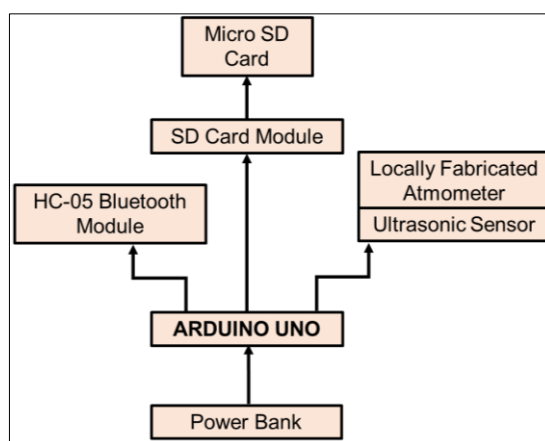 Micro SD
Card
SD Card Module
HC-05 Bluetooth
Module
Locally Fabricated
Atmometer
Ultrasonic Sensor
ARDUINO UNO
Power Bank